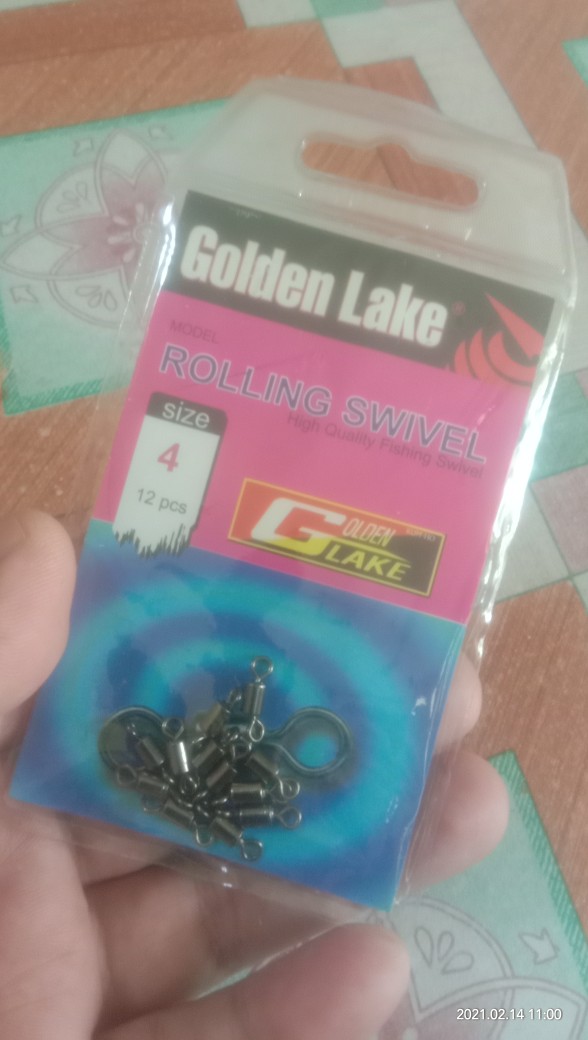 Golden Lake®
MODEL
ROLLING SWIVEL
High Quality Fishing Swivel
size
4
12 pcs
GOLDEN
LAKE
2021.02.14 11:00